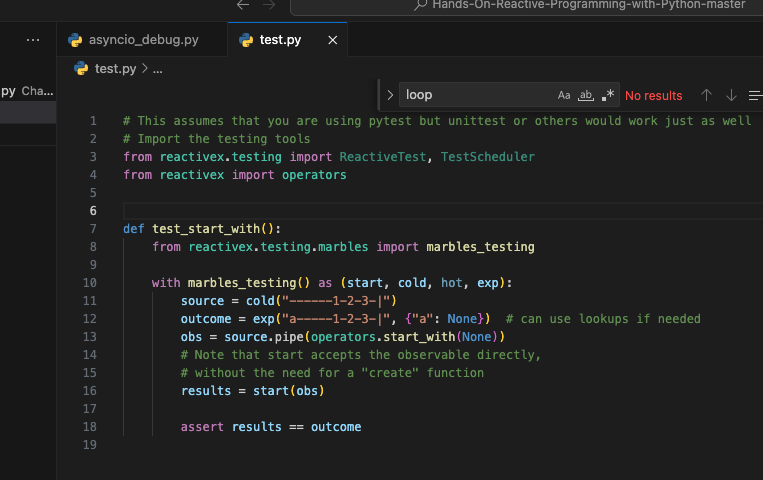 ← → Hands-On-Reactive-Programming-with-Python-master
... asyncio_debug.py test.py ×
test.py > ...
py Cha...
> loop Aa ab .* No results ↑ ↓
1 # This assumes that you are using pytest but unittest or others would work just as well
2 # Import the testing tools
3 from reactivex.testing import ReactiveTest, TestScheduler
4 from reactivex import operators
5
6
7 def test_start_with():
8     from reactivex.testing.marbles import marbles_testing
9
10     with marbles_testing() as (start, cold, hot, exp):
11         source = cold("------1-2-3-|")
12         outcome = exp("a-----1-2-3-|", {"a": None})  # can use lookups if needed
13         obs = source.pipe(operators.start_with(None))
14         # Note that start accepts the observable directly,
15         # without the need for a "create" function
16         results = start(obs)
17
18         assert results == outcome
19